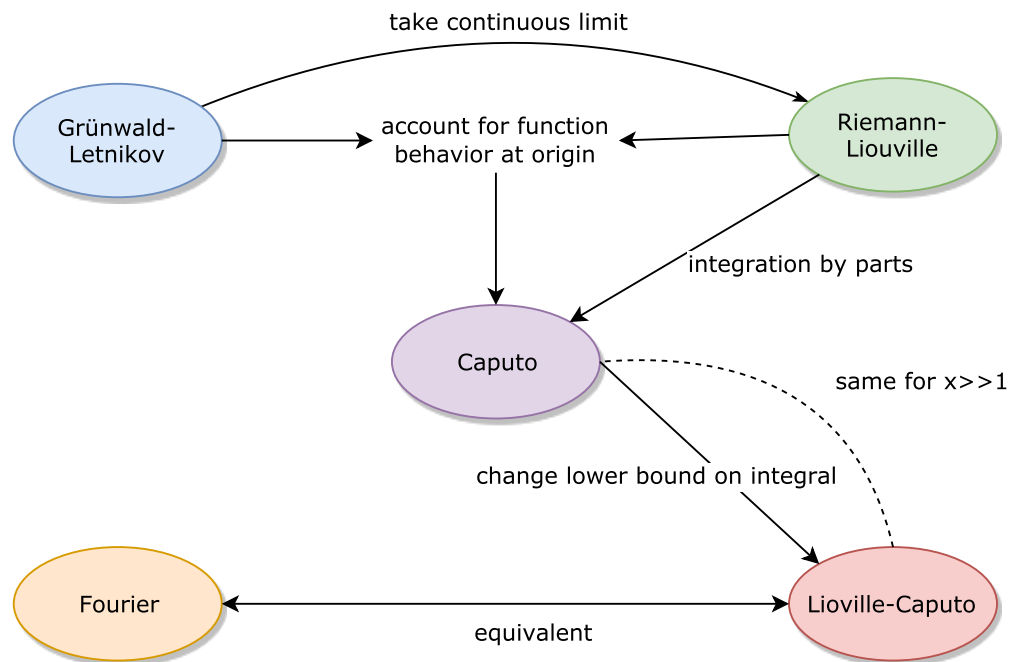 take continuous limit
Grünwald-
Letnikov
account for function
behavior at origin
Riemann-
Liouville
integration by parts
Caputo
same for x>>1
change lower bound on integral
Fourier
equivalent
Lioville-Caputo